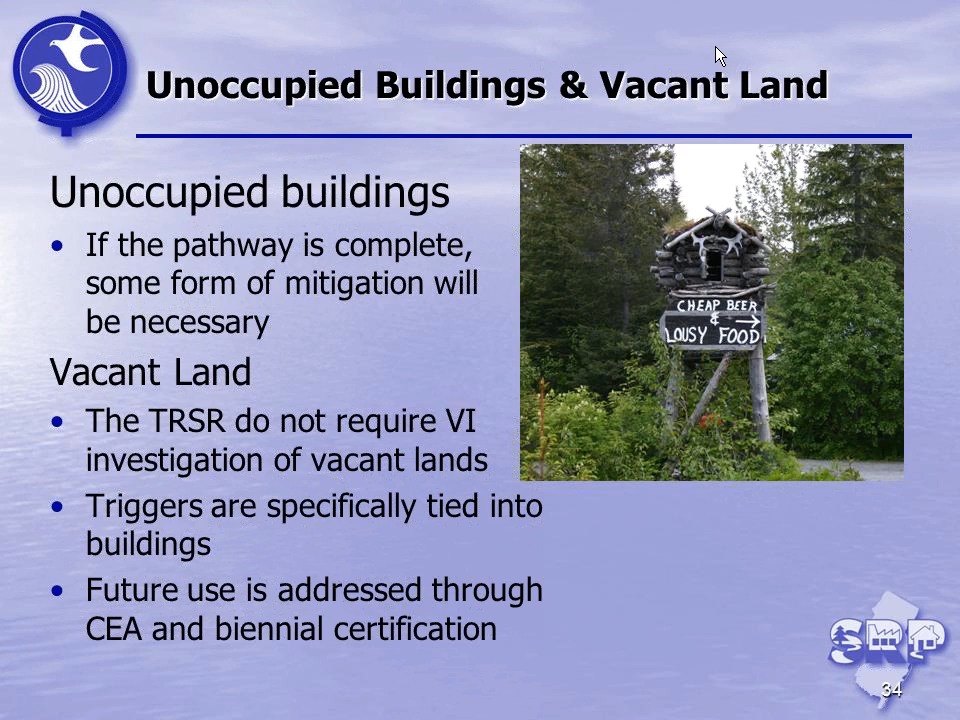 Unoccupied Buildings & Vacant Land
Unoccupied buildings
• If the pathway is complete,
some form of mitigation will
be necessary
Vacant Land
• The TRSR do not require VI
investigation of vacant lands
• Triggers are specifically tied into
buildings
• Future use is addressed through
CEA and biennial certification
CHEAP BEER
& →
LOUSY FOOD
SRP
34